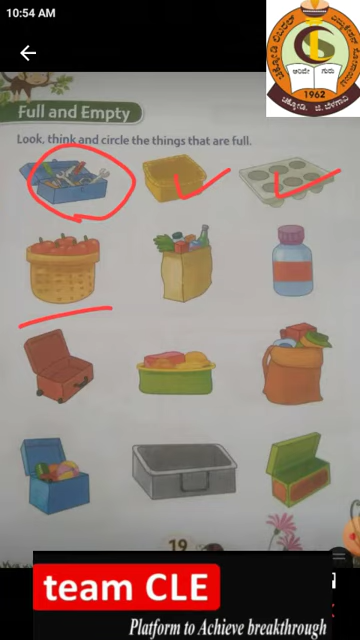 10:54 AM
1962
Full and Empty
Look, think and circle the things that are full.
19
team CLE
Platform to Achieve breakthrough